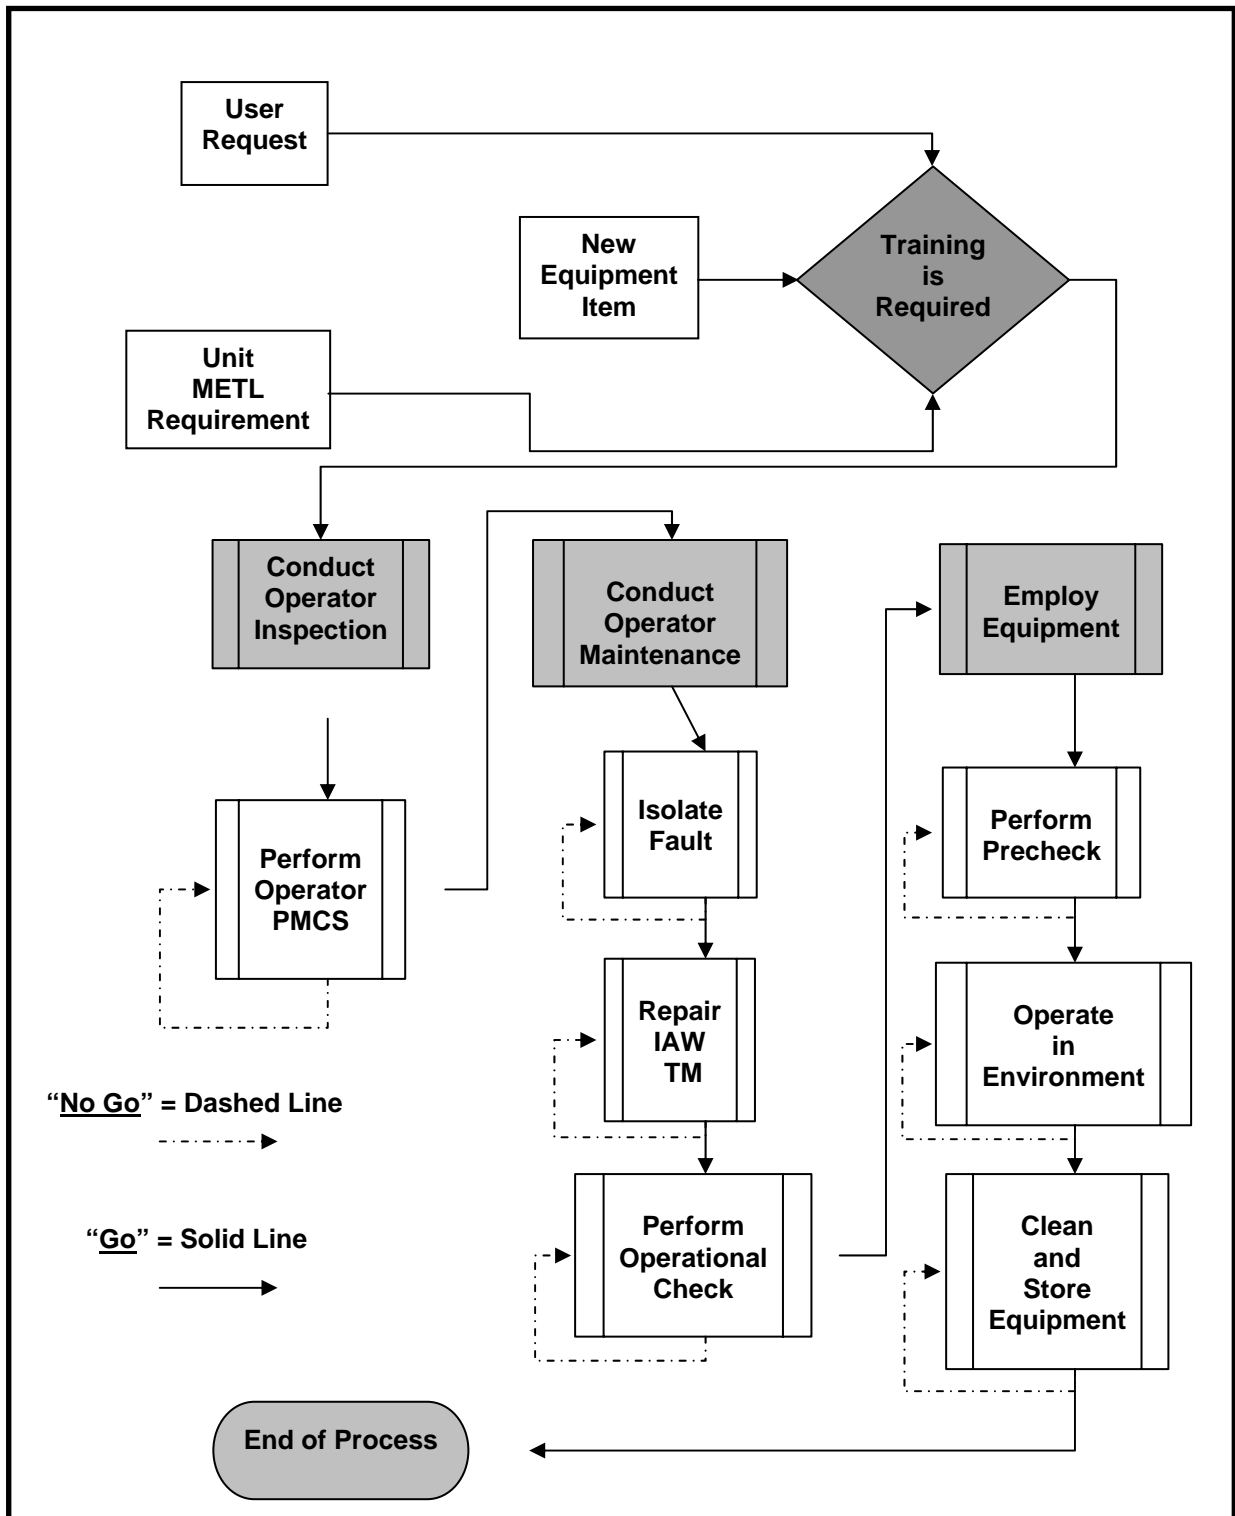 User
Request
New
Equipment
Item
Training
is
Required
Unit
METL
Requirement
Conduct
Operator
Inspection
Conduct
Operator
Maintenance
Employ
Equipment
Perform
Operator
PMCS
Isolate
Fault
Perform
Precheck
Repair
IAW
TM
Operate
in
Environment
“No Go” = Dashed Line
“Go” = Solid Line
Perform
Operational
Check
Clean
and
Store
Equipment
End of Process